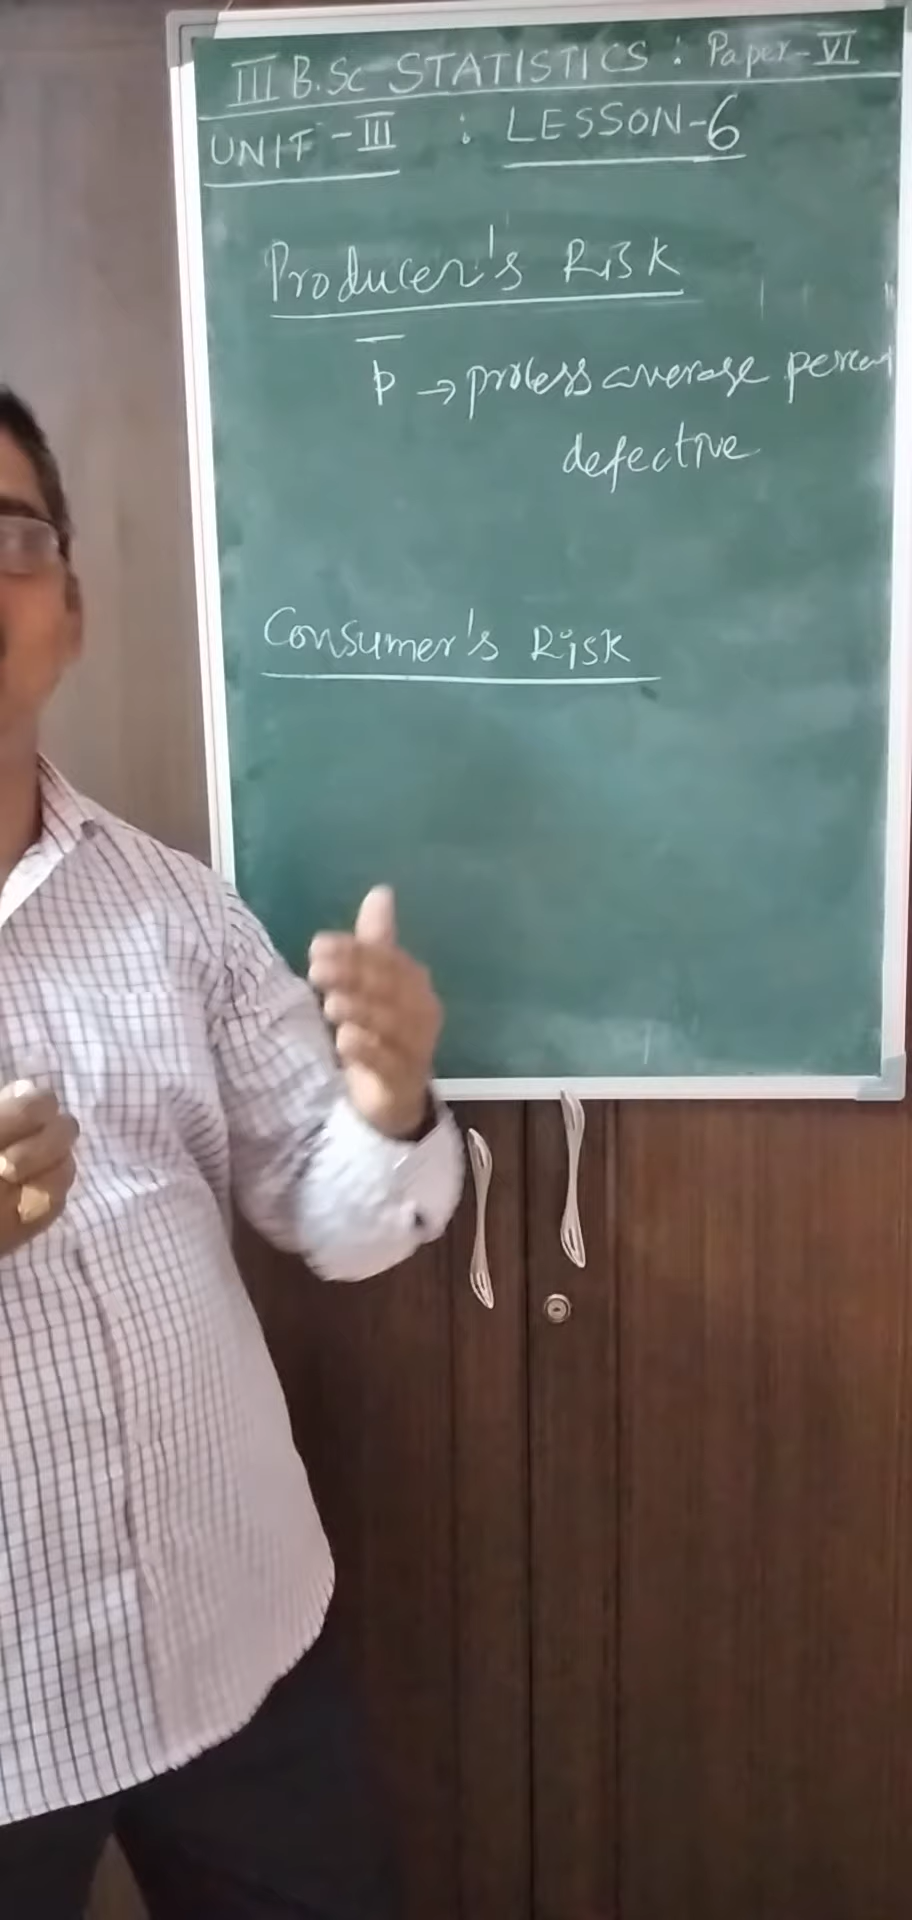 III B.Sc STATISTICS : Paper-VI
UNIT-III : LESSON-6
Producer's Risk
p̅ → process average percent
defective
Consumer's Risk